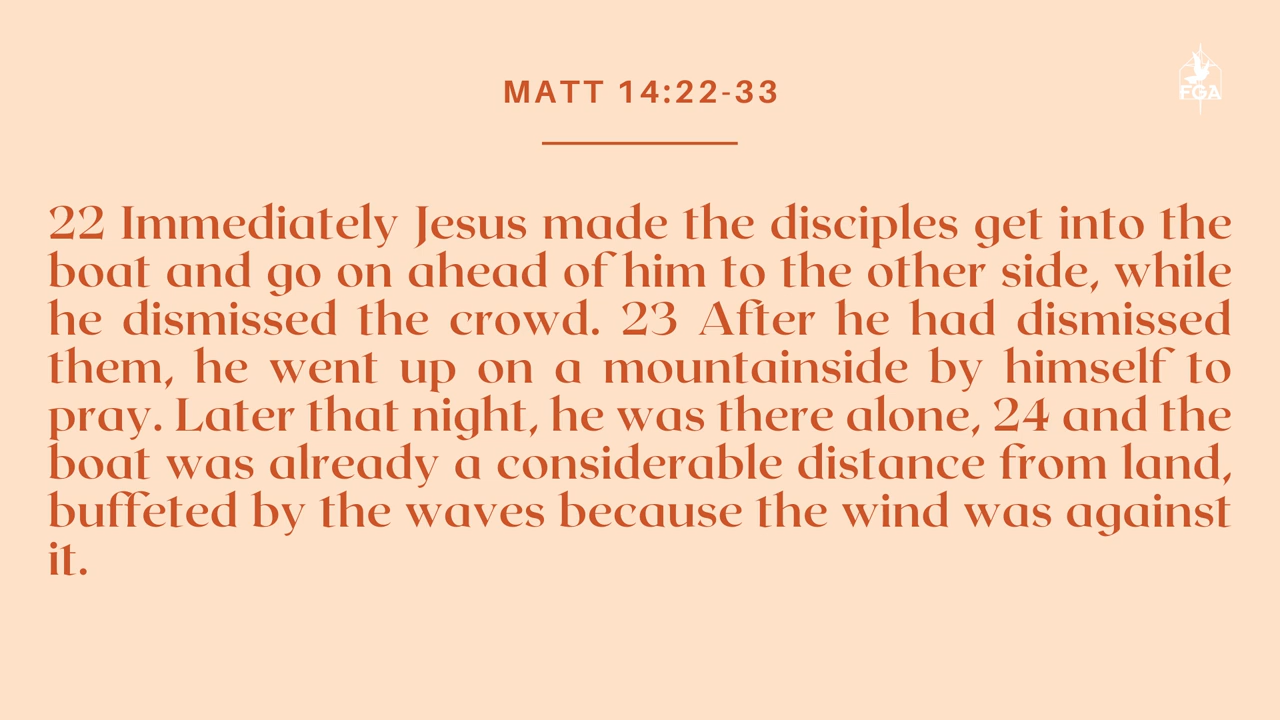 MATT 14:22-33
FGA
22 Immediately Jesus made the disciples get into the
boat and go on ahead of him to the other side, while
he dismissed the crowd. 23 After he had dismissed
them, he went up on a mountainside by himself to
pray. Later that night, he was there alone, 24 and the
boat was already a considerable distance from land,
buffeted by the waves because the wind was against
it.